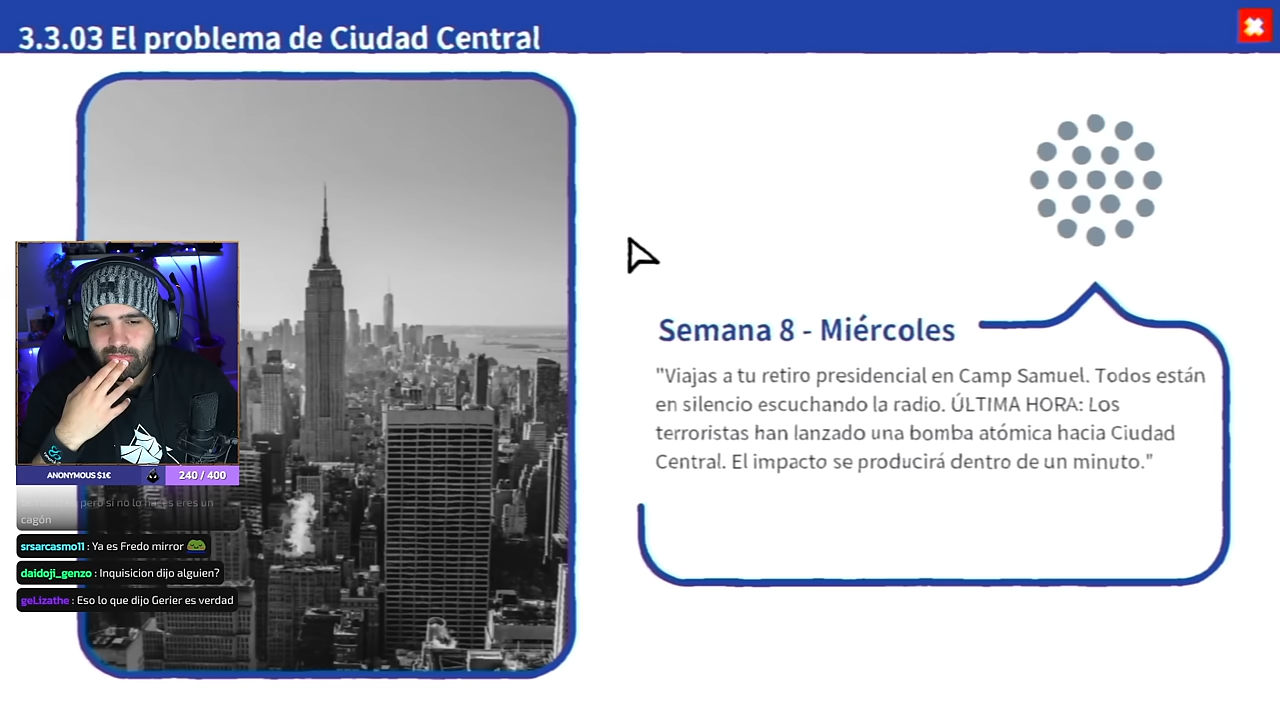 3.3.03 El problema de Ciudad Central
Semana 8 - Miércoles
"Viajas a tu retiro presidencial en Camp Samuel. Todos están
en silencio escuchando la radio. ÚLTIMA HORA: Los
terroristas han lanzado una bomba atómica hacia Ciudad
Central. El impacto se producirá dentro de un minuto."
ANONYMOUS $1€
240 / 400
pero si no lo haces eres un
cagón
srsarcasmo11 : Ya es Fredo mirror
daidoji_genzo : Inquisicion dijo alguien?
geLizathe : Eso lo que dijo Gerier es verdad